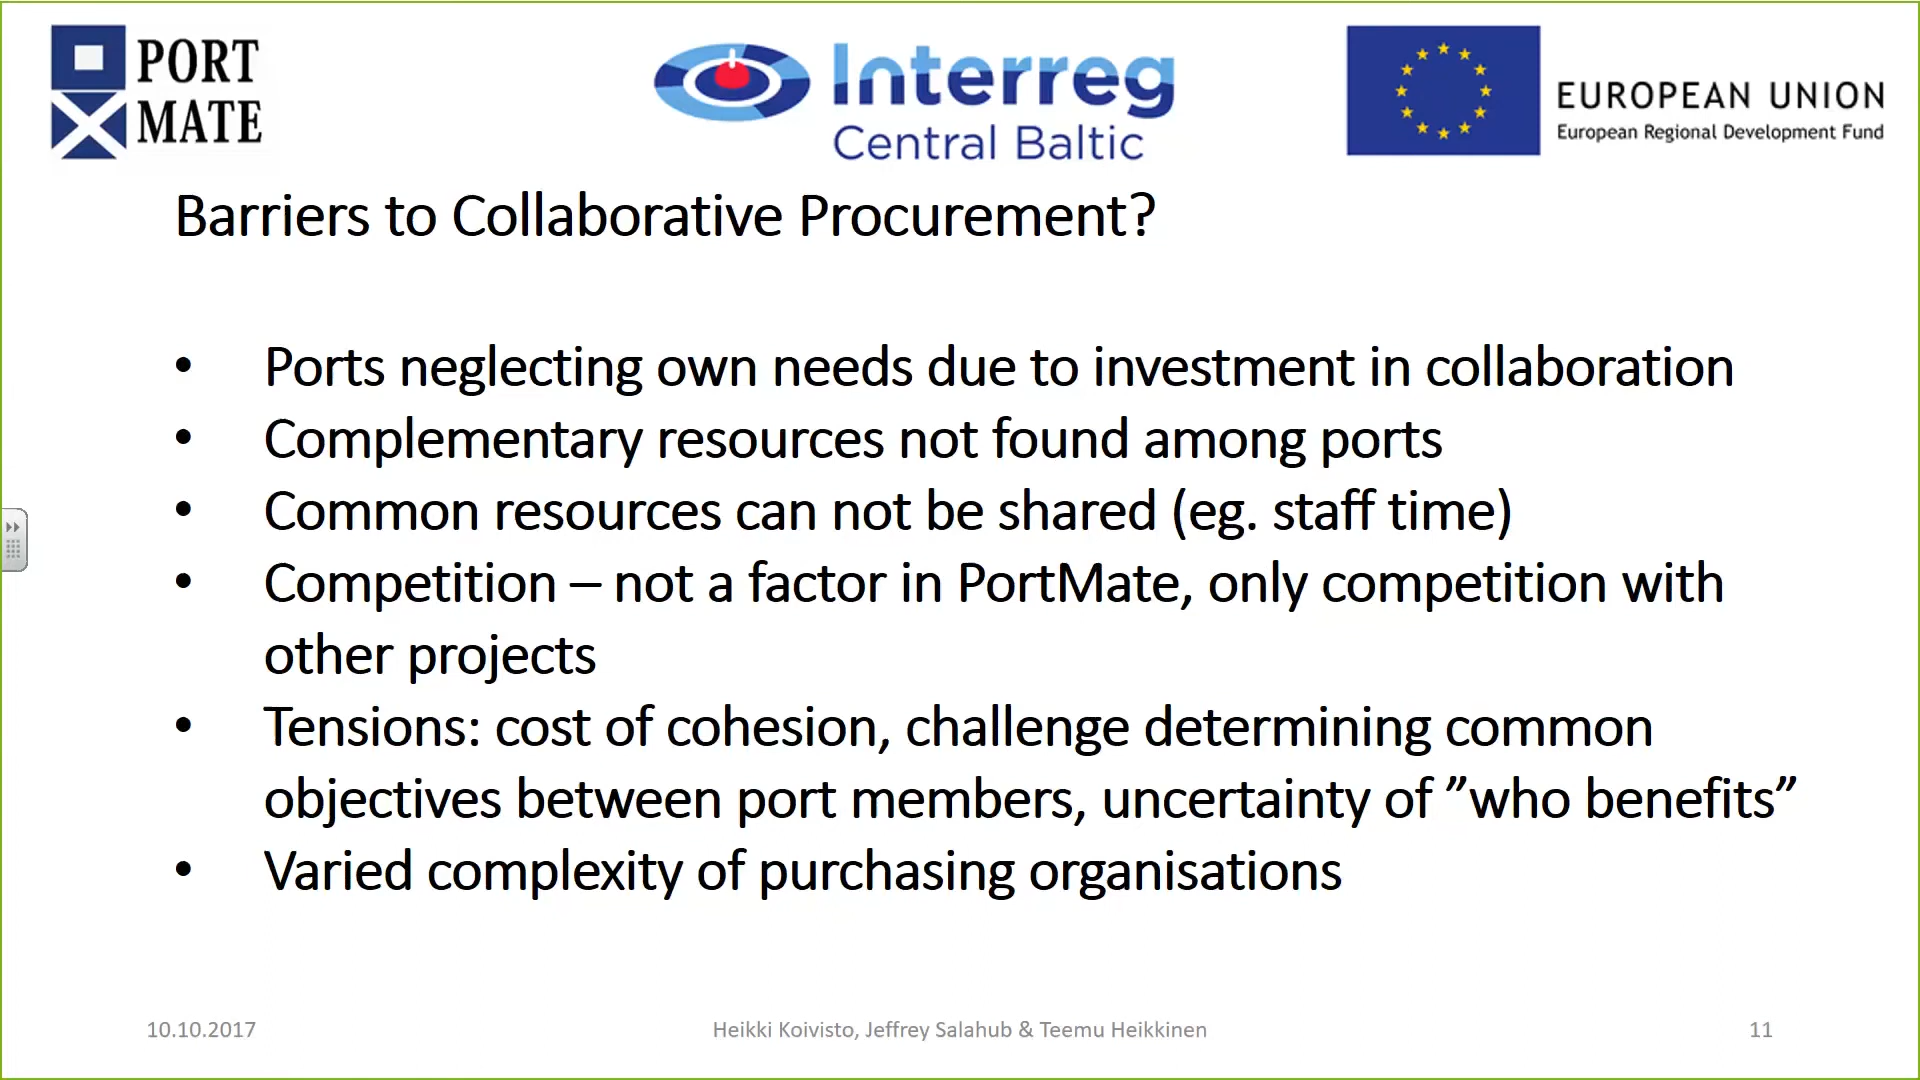 PORT
MATE
Interreg
Central Baltic
EUROPEAN UNION
European Regional Development Fund
Barriers to Collaborative Procurement?
• Ports neglecting own needs due to investment in collaboration
• Complementary resources not found among ports
• Common resources can not be shared (eg. staff time)
• Competition – not a factor in PortMate, only competition with
other projects
• Tensions: cost of cohesion, challenge determining common
objectives between port members, uncertainty of ”who benefits”
• Varied complexity of purchasing organisations
10.10.2017
Heikki Koivisto, Jeffrey Salahub & Teemu Heikkinen
11